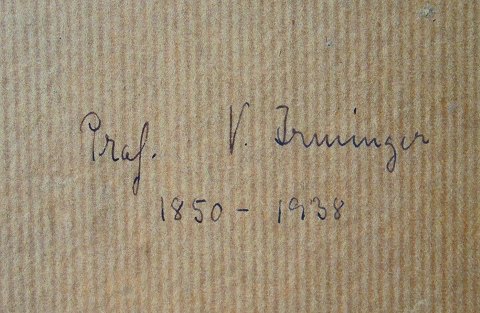 Prof. V. Irminger
1850 - 1938